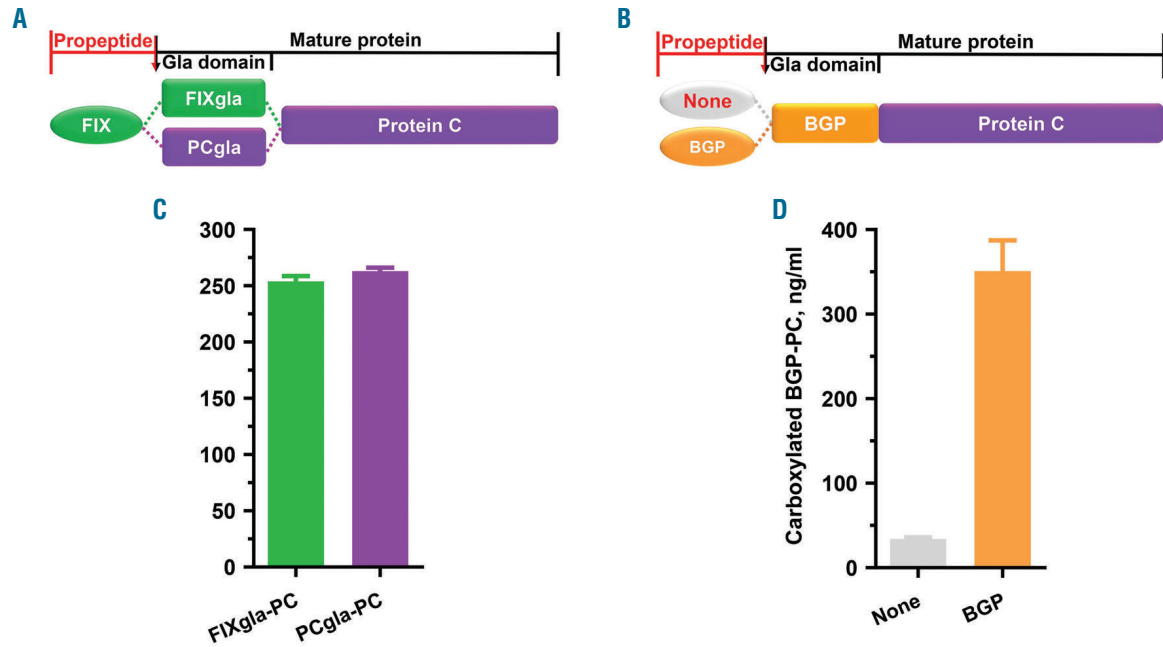 A
Propeptide
Mature protein
Gla domain
FIX
FIXgla
PCgla
Protein C
B
Propeptide
Mature protein
Gla domain
None
BGP
BGP
Protein C
C
300
250
200
150
100
50
0
FIXgla-PC
PCgla-PC
D
Carboxylated BGP-PC, ng/ml
400
300
200
100
0
None
BGP